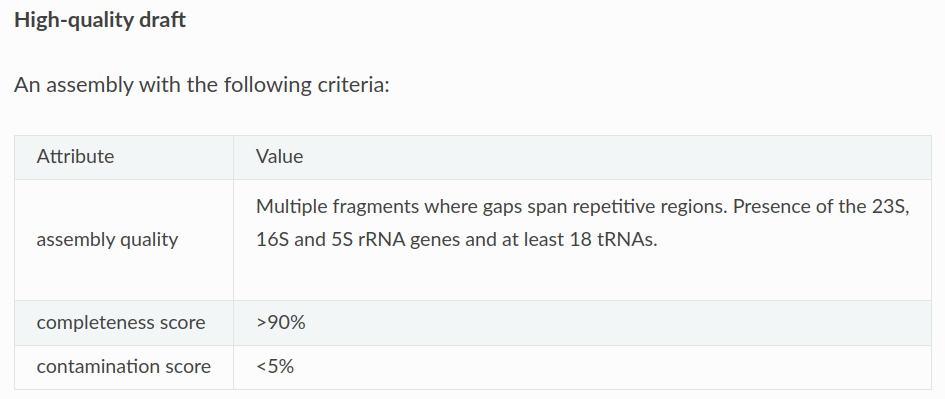 High-quality draft
An assembly with the following criteria:
Attribute Value
Multiple fragments where gaps span repetitive regions. Presence of the 23S,
assembly quality
16S and 5S rRNA genes and at least 18 tRNAs.
completeness score >90%
contamination score <5%